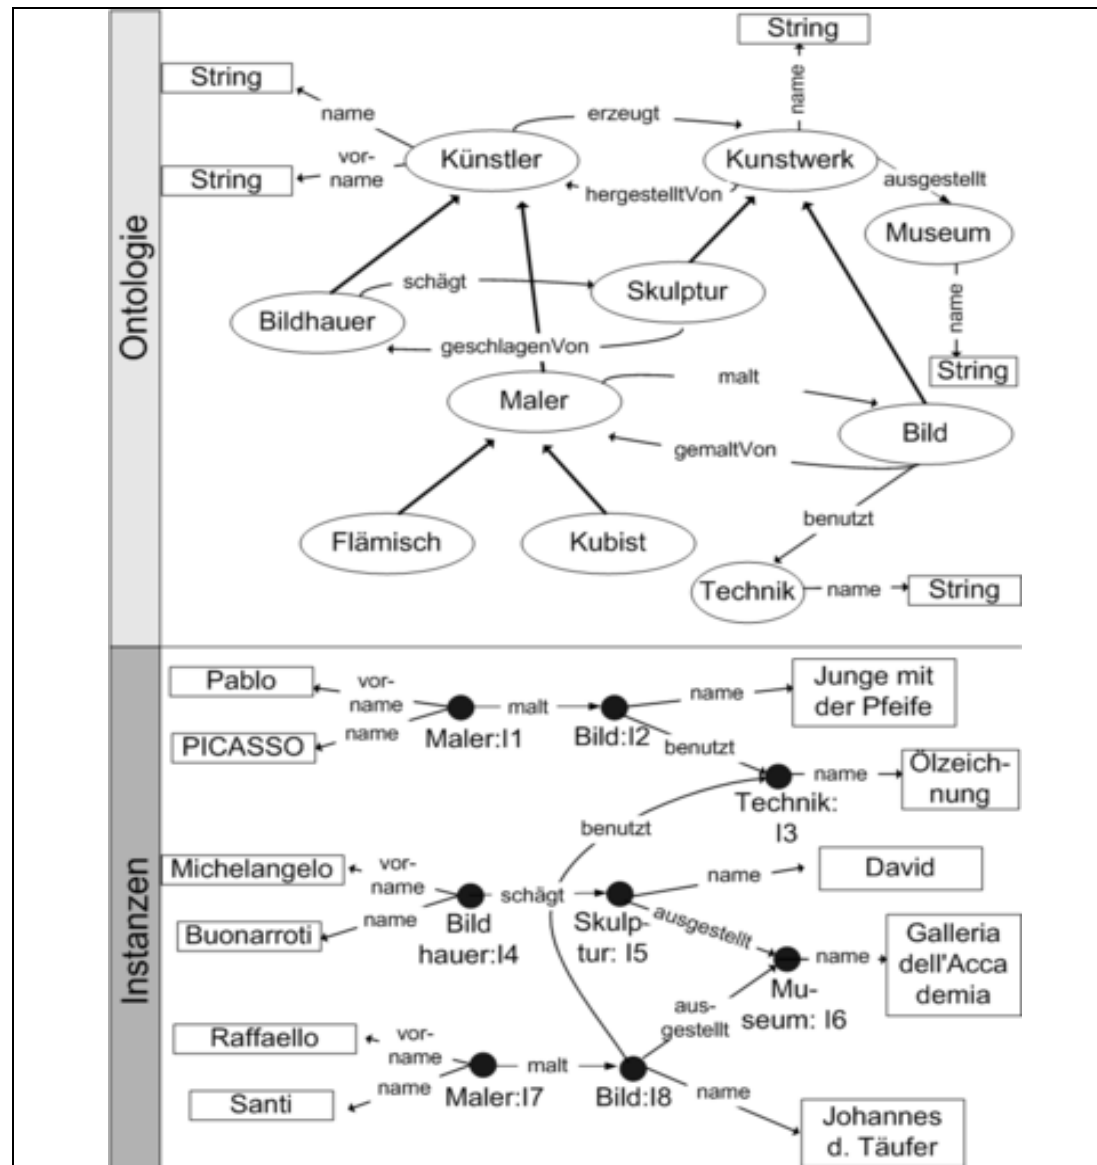 String
String
name
name
erzeugt
Künstler
Kunstwerk
vor-
name
String
ausgestellt
hergestelltVon
Museum
Ontologie
schägt
Skulptur
Bildhauer
name
geschlagenVon
String
malt
Maler
Bild
gemaltVon
benutzt
Flämisch
Kubist
Technik
name
String
Instanzen
Pablo
vor-
name
malt
name
Junge mit
der Pfeife
PICASSO
name
Maler:I1
Bild:I2
benutzt
name
Ölzeich-
nung
Technik:
I3
benutzt
Michelangelo
vor-
name
schägt
name
David
Buonarroti
name
Bild
hauer:I4
Skulp-
tur: I5
ausgestellt
name
Galleria
dell'Acca
demia
Mu-
seum: I6
aus-
gestellt
Raffaello
vor-
name
malt
Santi
name
Maler:I7
Bild:I8
name
Johannes
d. Täufer